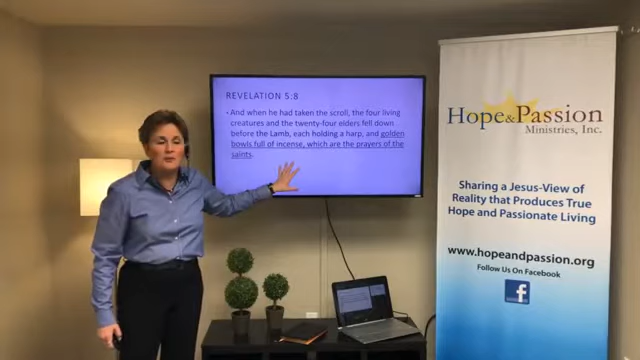 REVELATION 5:8
- And when he had taken the scroll, the four living
creatures and the twenty-four elders fell down
before the Lamb, each holding a harp, and golden
bowls full of incense, which are the prayers of the
saints.
Hope & Passion
Ministries, Inc.
Sharing a Jesus-View of
Reality that Produces True
Hope and Passionate Living
www.hopeandpassion.org
Follow Us On Facebook
f